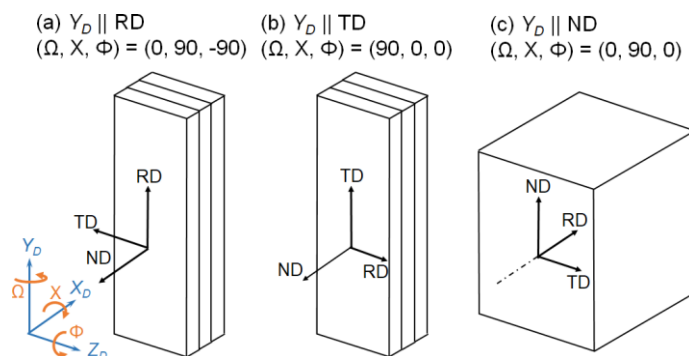 (a) Y_D || RD
(Ω, X, Φ) = (0, 90, -90)
(b) Y_D || TD
(Ω, X, Φ) = (90, 0, 0)
(c) Y_D || ND
(Ω, X, Φ) = (0, 90, 0)
RD
TD
ND
TD
ND
RD
ND
RD
TD
Y_D
Ω
X
X_D
Φ
Z_D